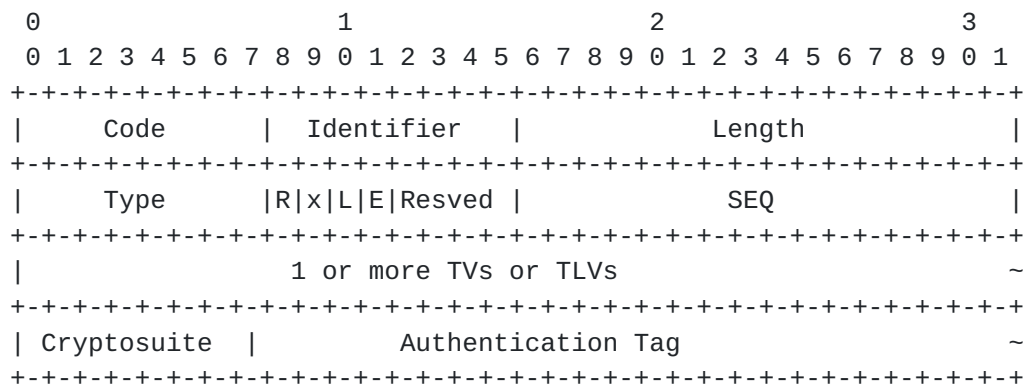 0                   1                   2                   3
 0 1 2 3 4 5 6 7 8 9 0 1 2 3 4 5 6 7 8 9 0 1 2 3 4 5 6 7 8 9 0 1
+-+-+-+-+-+-+-+-+-+-+-+-+-+-+-+-+-+-+-+-+-+-+-+-+-+-+-+-+-+-+-+-+
|     Code      |  Identifier   |            Length             |
+-+-+-+-+-+-+-+-+-+-+-+-+-+-+-+-+-+-+-+-+-+-+-+-+-+-+-+-+-+-+-+-+
|     Type      |R|x|L|E|Resved |             SEQ               |
+-+-+-+-+-+-+-+-+-+-+-+-+-+-+-+-+-+-+-+-+-+-+-+-+-+-+-+-+-+-+-+-+
|                 1 or more TVs or TLVs                         ~
+-+-+-+-+-+-+-+-+-+-+-+-+-+-+-+-+-+-+-+-+-+-+-+-+-+-+-+-+-+-+-+-+
| Cryptosuite  |         Authentication Tag                     ~
+-+-+-+-+-+-+-+-+-+-+-+-+-+-+-+-+-+-+-+-+-+-+-+-+-+-+-+-+-+-+-+-+